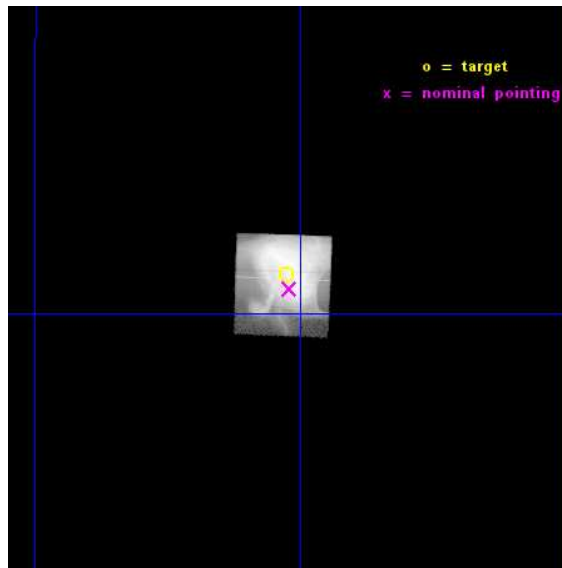 o = target
x = nominal pointing